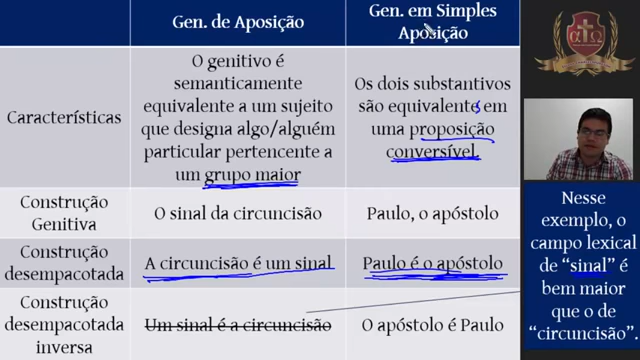 Gen. de Aposição
Gen. em Simples
Aposição
Características
O genitivo é
semanticamente
equivalente a um sujeito
que designa algo/alguém
particular pertencente a
um grupo maior
Os dois substantivos
são equivalentes em
uma proposição
conversível.
Construção
Genitiva
O sinal da circuncisão
Paulo, o apóstolo
Construção
desempacotada
A circuncisão é um sinal
Paulo é o apóstolo
Construção
desempacotada
inversa
Um sinal é a circuncisão
O apóstolo é Paulo
Nesse
exemplo, o
campo lexical
de “sinal” é
bem maior
que o de
“circuncisão”.